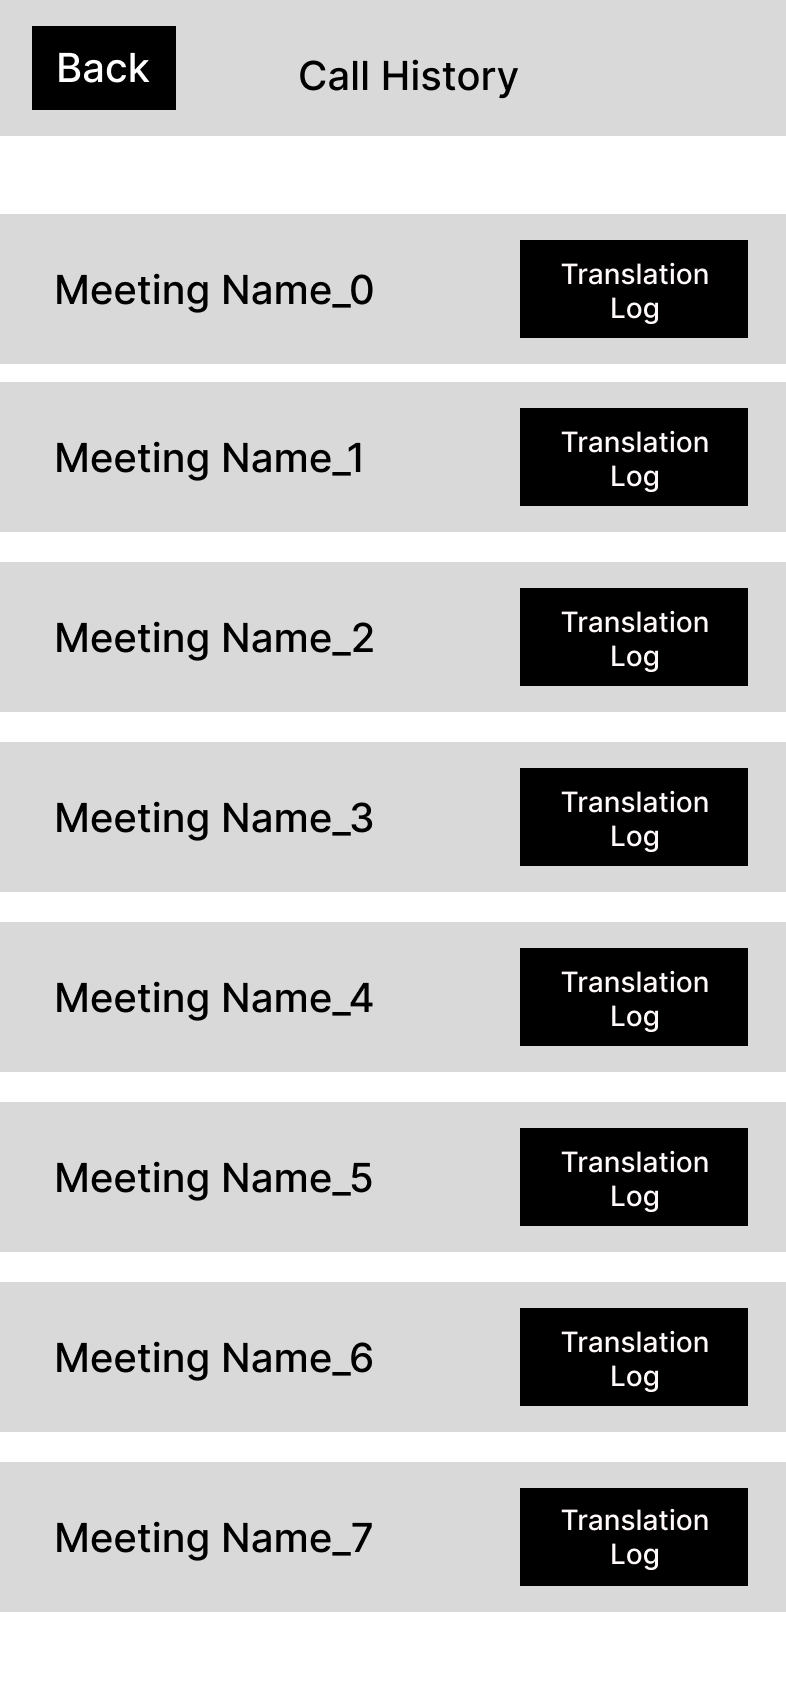 Back
Call History
Meeting Name_0
Translation
Log
Meeting Name_1
Translation
Log
Meeting Name_2
Translation
Log
Meeting Name_3
Translation
Log
Meeting Name_4
Translation
Log
Meeting Name_5
Translation
Log
Meeting Name_6
Translation
Log
Meeting Name_7
Translation
Log